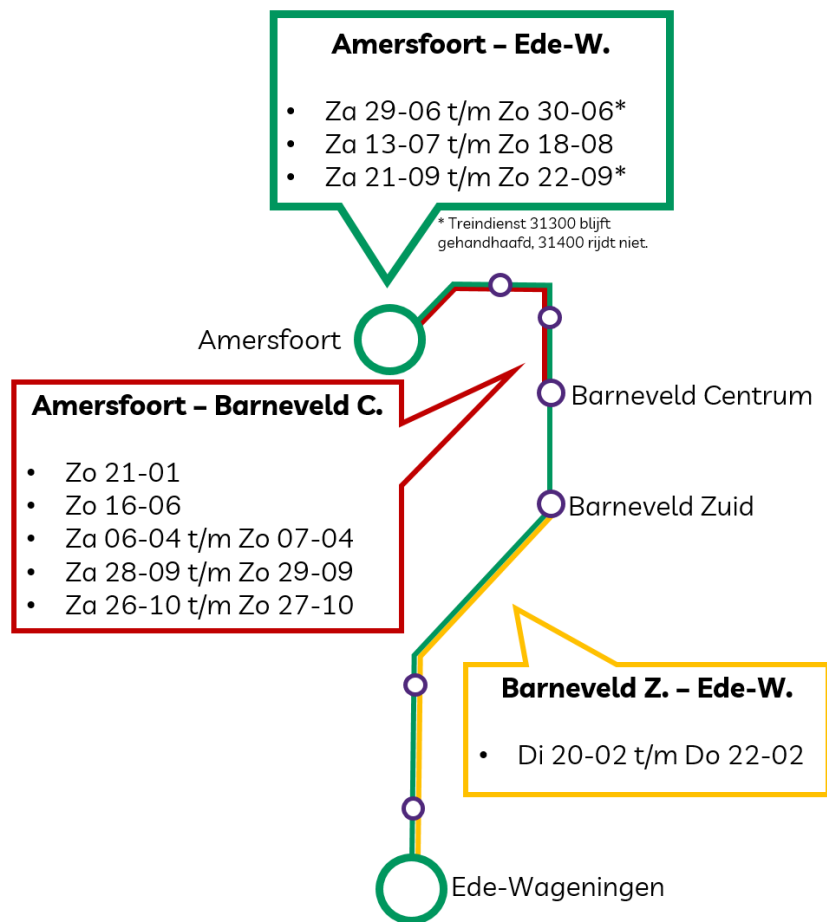 Amersfoort – Ede-W.
• Za 29-06 t/m Zo 30-06*
• Za 13-07 t/m Zo 18-08
• Za 21-09 t/m Zo 22-09*
* Treindienst 31300 blijft
gehandhaafd, 31400 rijdt niet.
Amersfoort
Amersfoort – Barneveld C.
• Zo 21-01
• Zo 16-06
• Za 06-04 t/m Zo 07-04
• Za 28-09 t/m Zo 29-09
• Za 26-10 t/m Zo 27-10
Barneveld Centrum
Barneveld Zuid
Barneveld Z. – Ede-W.
• Di 20-02 t/m Do 22-02
Ede-Wageningen